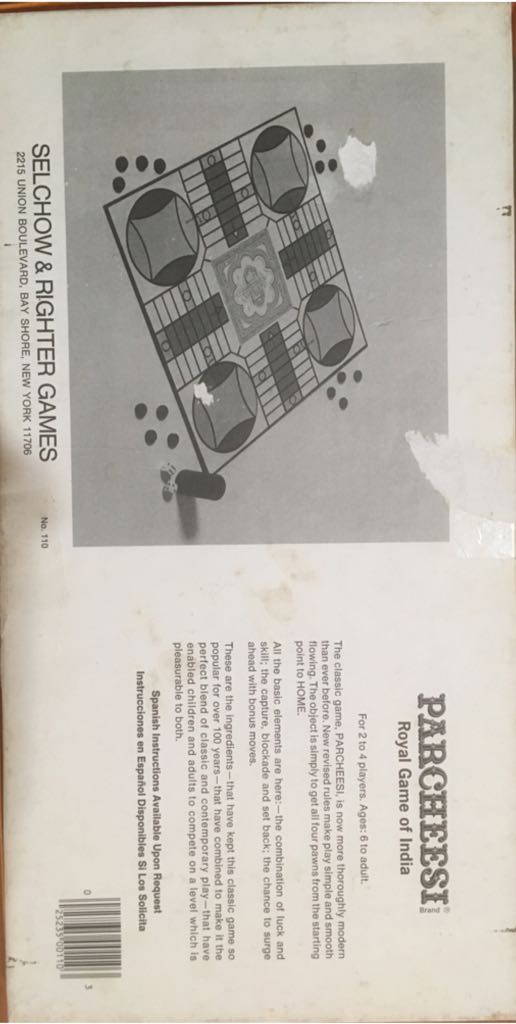 PARCHEESI®
Brand
Royal Game of India
For 2 to 4 players. Ages: 6 to adult.
The classic game, PARCHEESI, is now more thoroughly modern
than ever before. New revised rules make play simple and smooth
flowing. The object is simply to get all four pawns from the starting
point to HOME.
All the basic elements are here:—the combination of luck and
skill; the capture, blockade and set back; the chance to surge
ahead with bonus moves.
These are the ingredients—that have kept this classic game so
popular for over 100 years—that have combined to make it the
perfect blend of classic and contemporary play—that have
enabled children and adults to compete on a level which is
pleasurable to both.
Spanish Instructions Available Upon Request
Instrucciones en Español Disponibles Si Los Solicita
0 25235 00110 3
SELCHOW & RIGHTER GAMES
2215 UNION BOULEVARD, BAY SHORE, NEW YORK 11706
No. 110